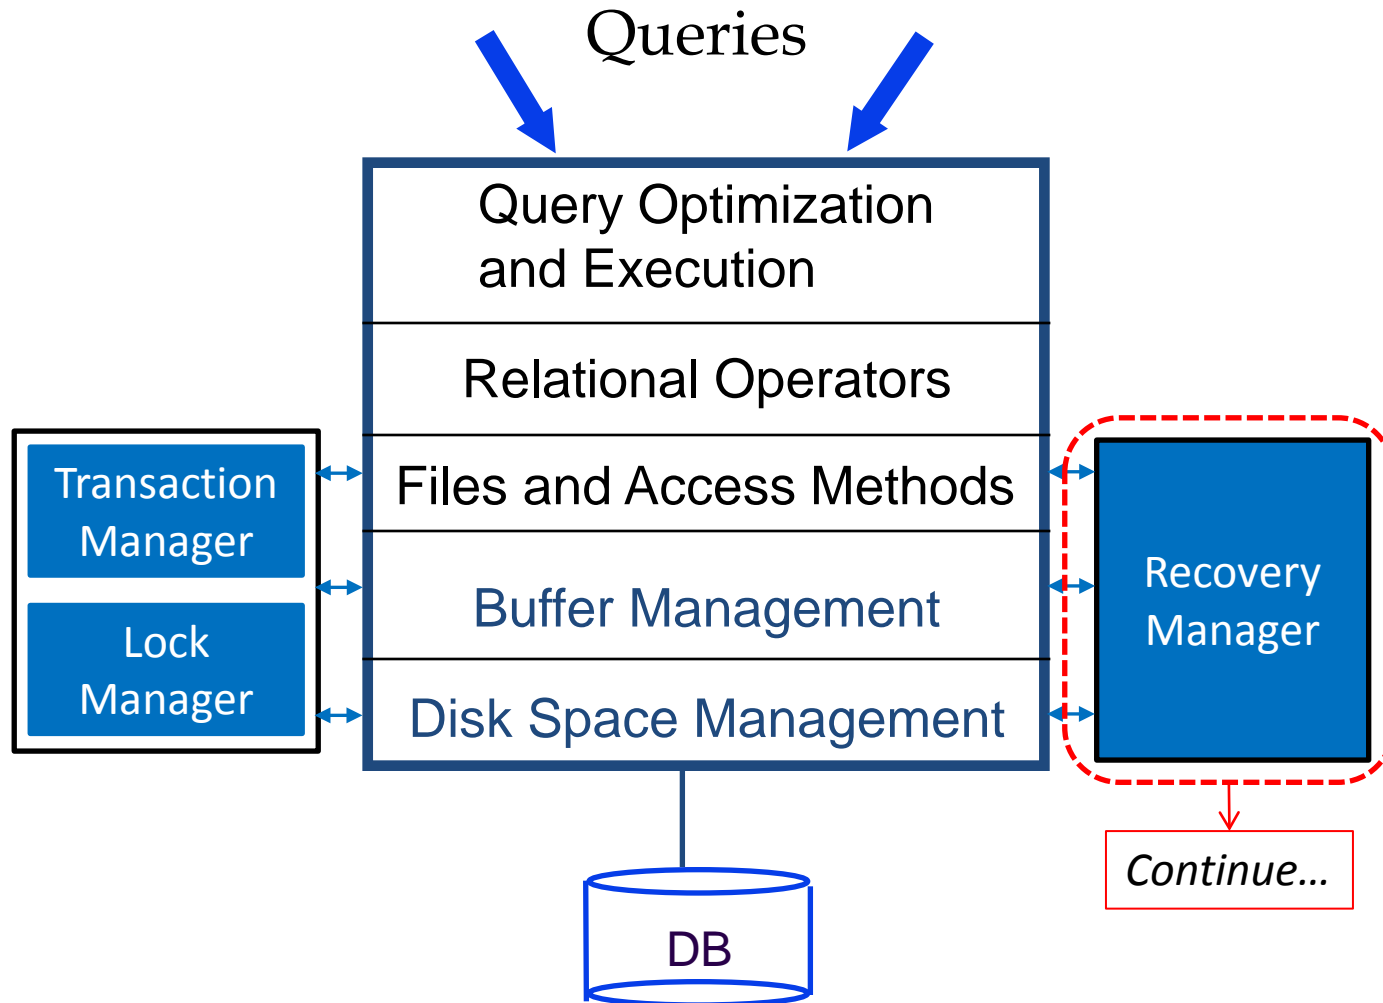 Queries
Query Optimization
and Execution
Relational Operators
Files and Access Methods
Buffer Management
Disk Space Management
Transaction
Manager
Lock
Manager
Recovery
Manager
Continue…
DB